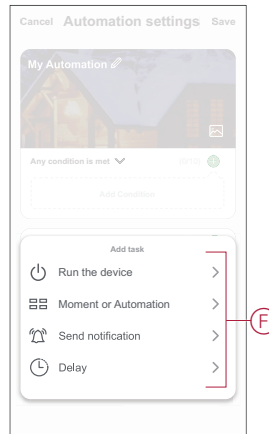 Cancel Automation settings Save
My Automation
Any condition is met (0/10)
Add Condition
Add task
Run the device
Moment or Automation
Send notification
Delay
F